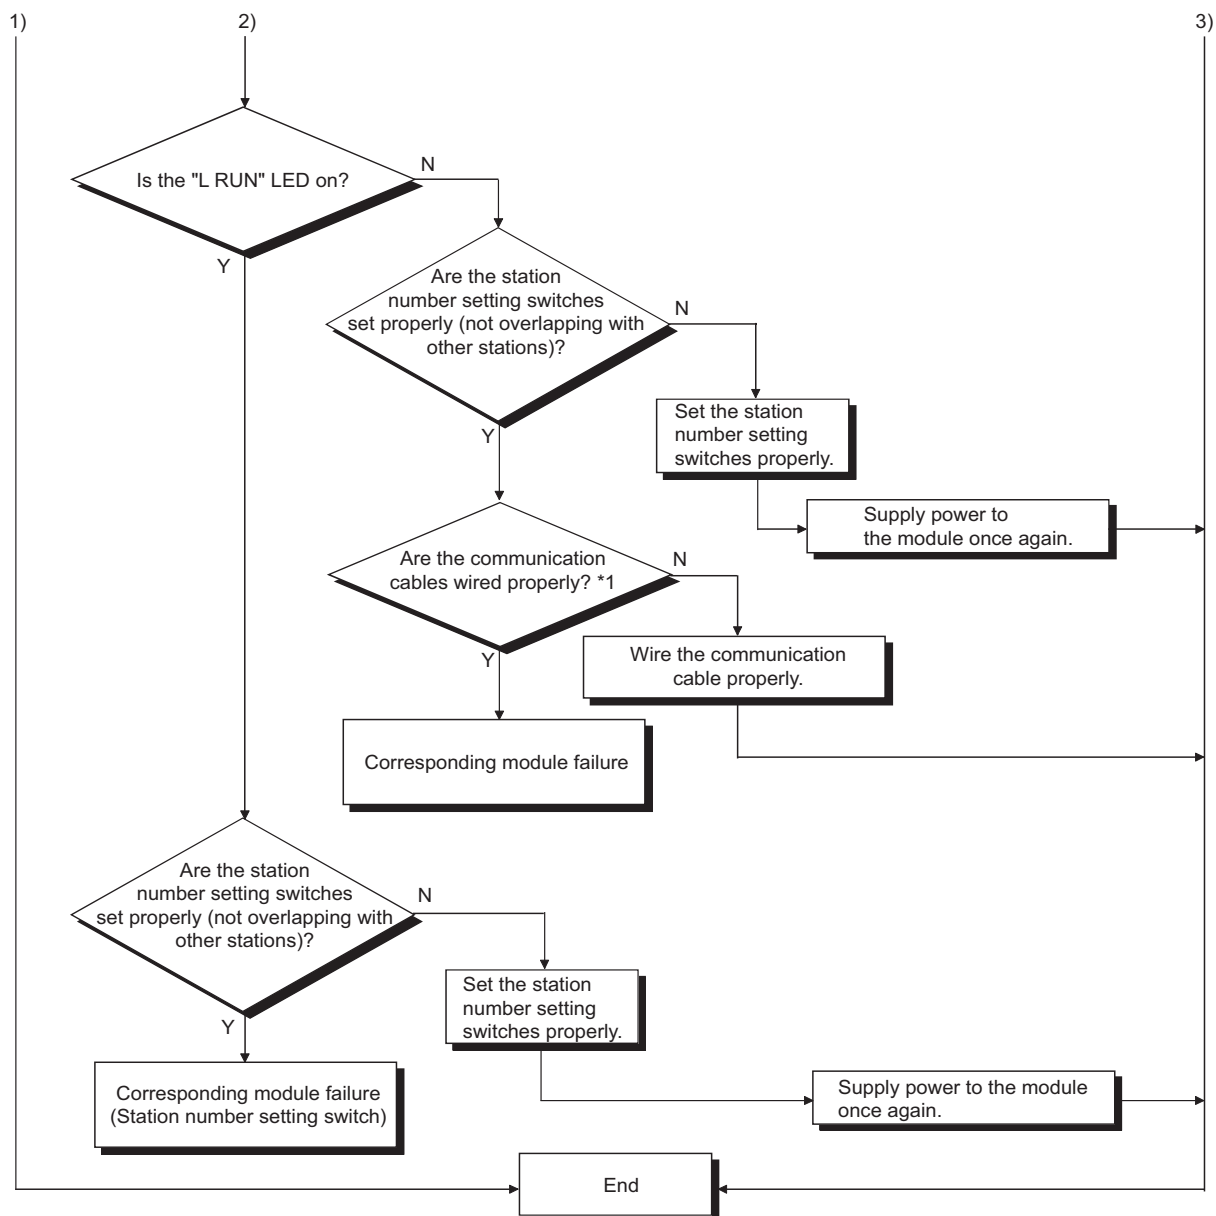 1)
2)
3)
Is the "L RUN" LED on?
N
Y
Are the station
number setting switches
set properly (not overlapping with
other stations)?
N
Y
Set the station
number setting
switches properly.
Supply power to
the module once again.
Are the communication
cables wired properly? *1
N
Y
Wire the communication
cable properly.
Corresponding module failure
Are the station
number setting switches
set properly (not overlapping with
other stations)?
N
Y
Set the station
number setting
switches properly.
Corresponding module failure
(Station number setting switch)
Supply power to the module
once again.
End